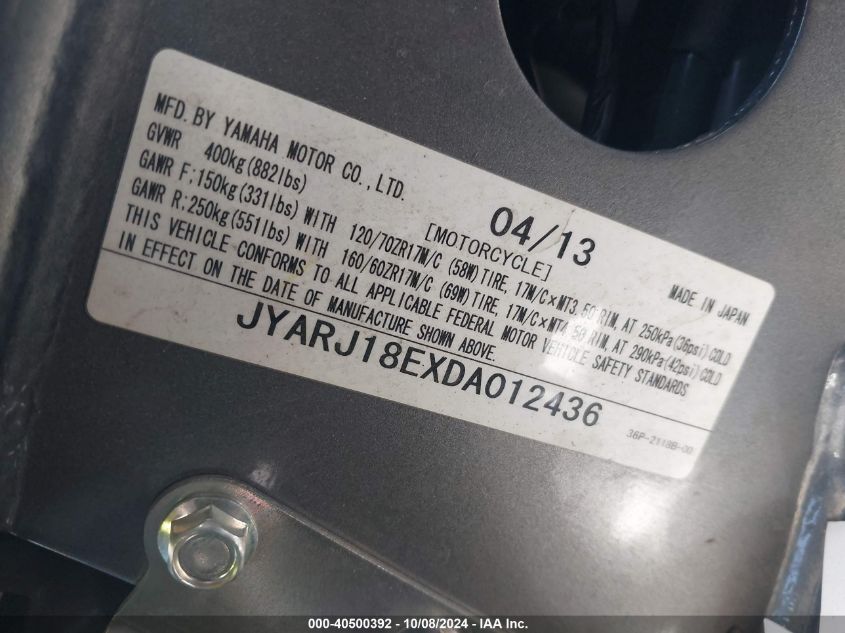 MFD. BY YAMAHA MOTOR CO., LTD.
04/13
MADE IN JAPAN
GVWR 400kg(882lbs) [MOTORCYCLE]
GAWR F;150kg(331lbs) WITH 120/70ZR17M/C (58W) TIRE, 17M/C×MT3.50 RIM, AT 250kPa(36psi) COLD
GAWR R;250kg(551lbs) WITH 160/60ZR17M/C (69W) TIRE, 17M/C×MT4.50 RIM, AT 290kPa(42psi) COLD
THIS VEHICLE CONFORMS TO ALL APPLICABLE FEDERAL MOTOR VEHICLE SAFETY STANDARDS
IN EFFECT ON THE DATE OF MANUFACTURE SHOWN ABOVE.
JYARJ18EXDA012436
36P-2118B-00
000-40500392 - 10/08/2024 - IAA Inc.